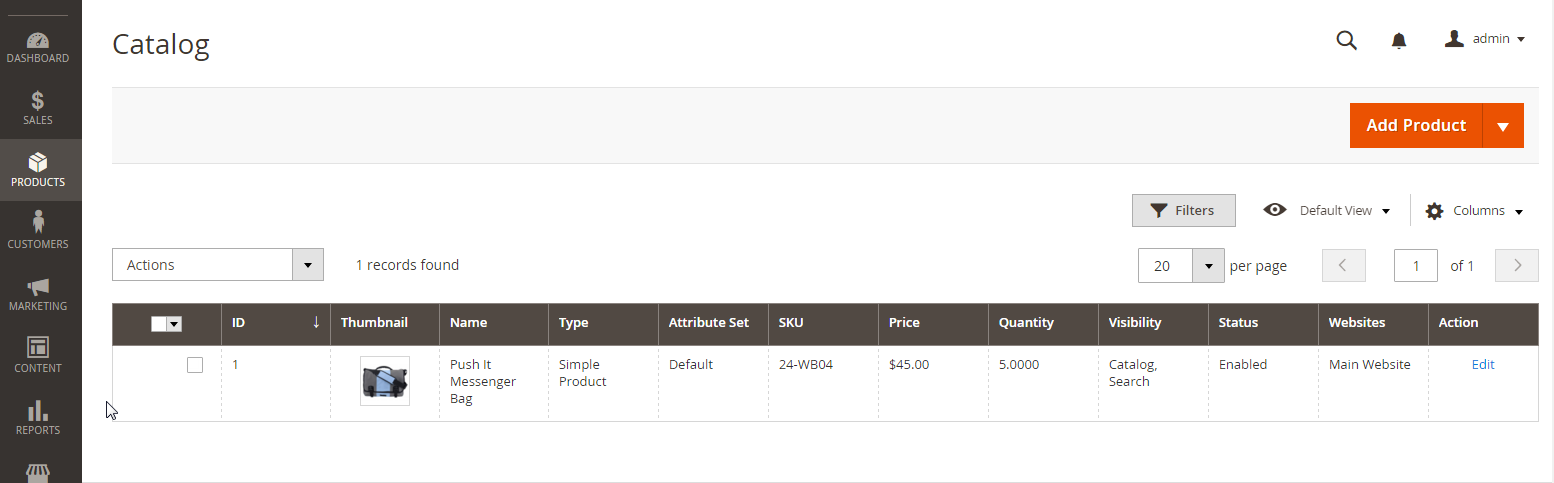 DASHBOARD
SALES
PRODUCTS
CUSTOMERS
MARKETING
CONTENT
REPORTS
Catalog
admin
Add Product
Filters
Default View
Columns
Actions
1 records found
20
per page
1
of 1
ID ↓ Thumbnail Name Type Attribute Set SKU Price Quantity Visibility Status Websites Action
1 Push It Simple Default 24-WB04 $45.00 5.0000 Catalog, Enabled Main Website Edit
Messenger Product Search
Bag